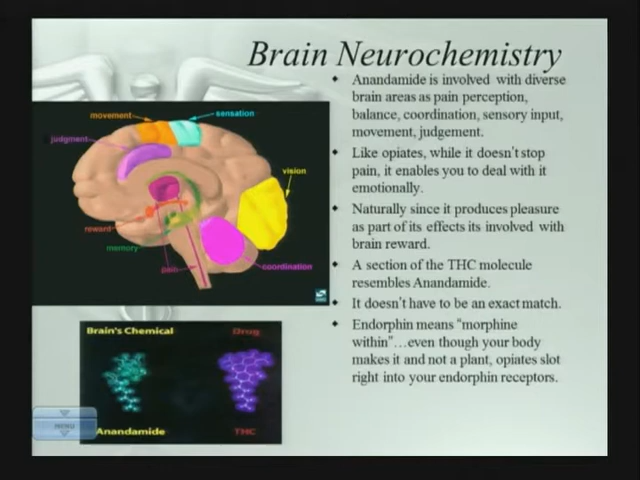 Brain Neurochemistry
Anandamide is involved with diverse
brain areas as pain perception,
balance, coordination, sensory input,
movement, judgement.
Like opiates, while it doesn't stop
pain, it enables you to deal with it
emotionally.
Naturally since it produces pleasure
as part of its effects its involved with
brain reward.
A section of the THC molecule
resembles Anandamide.
It doesn't have to be an exact match.
Endorphin means "morphine
within"…even though your body
makes it and not a plant, opiates slot
right into your endorphin receptors.
movement
sensation
judgment
vision
reward
memory
pain
coordination
Brain's Chemical
Drug
Anandamide
THC
MENU